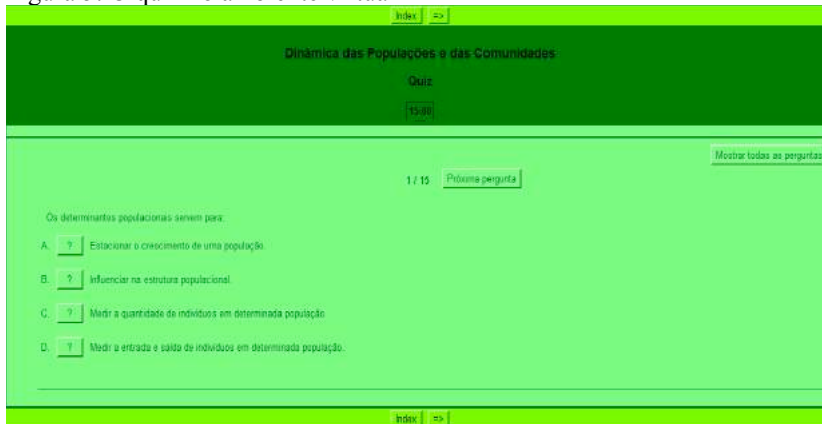 Index =>
Dinâmica das Populações e das Comunidades
Quiz
Mostrar todas as perguntas
1 / 15 Próxima pergunta
Os determinantes populacionais servem para:
A. ? Estacionar o crescimento de uma população.
B. ? Influenciar na estrutura populacional.
C. ? Medir a quantidade de indivíduos em determinada população.
D. ? Medir a entrada e saída de indivíduos em determinada população.
Index =>